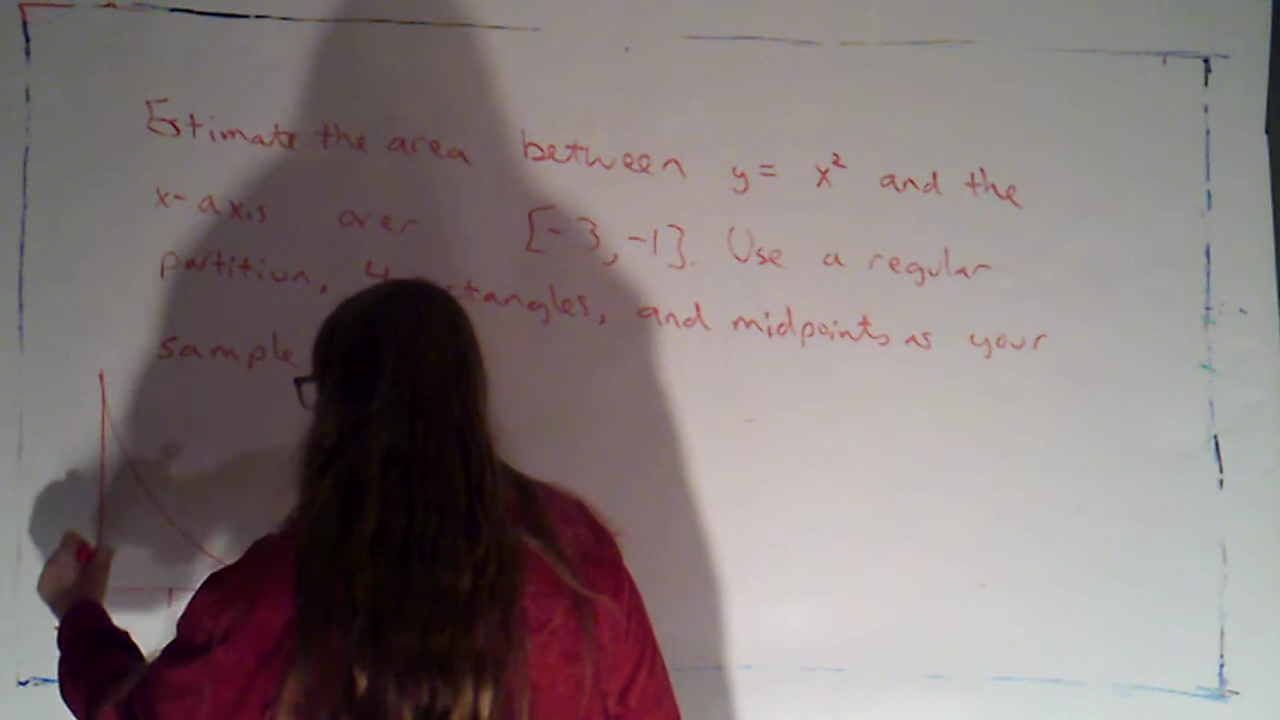 Estimate the area between y = x² and the
x-axis over [-3, -1]. Use a regular
partition, 4 ctangles, and midpoints as your
sample